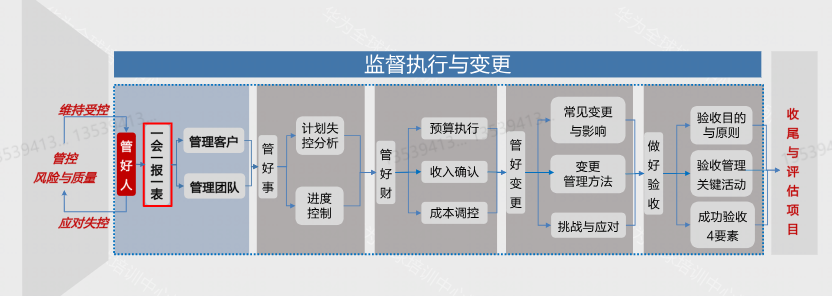 监督执行与变更
维持受控
管控
风险与质量
应对失控
管好人
一会一报一表
管理客户
管理团队
管好事
计划失
控分析
进度
控制
管好财
预算执行
收入确认
成本调控
管好变更
常见变更
与影响
变更
管理方法
挑战与应对
做好验收
验收目的
与原则
验收管理
关键活动
成功验收
4要素
收尾与评估项目